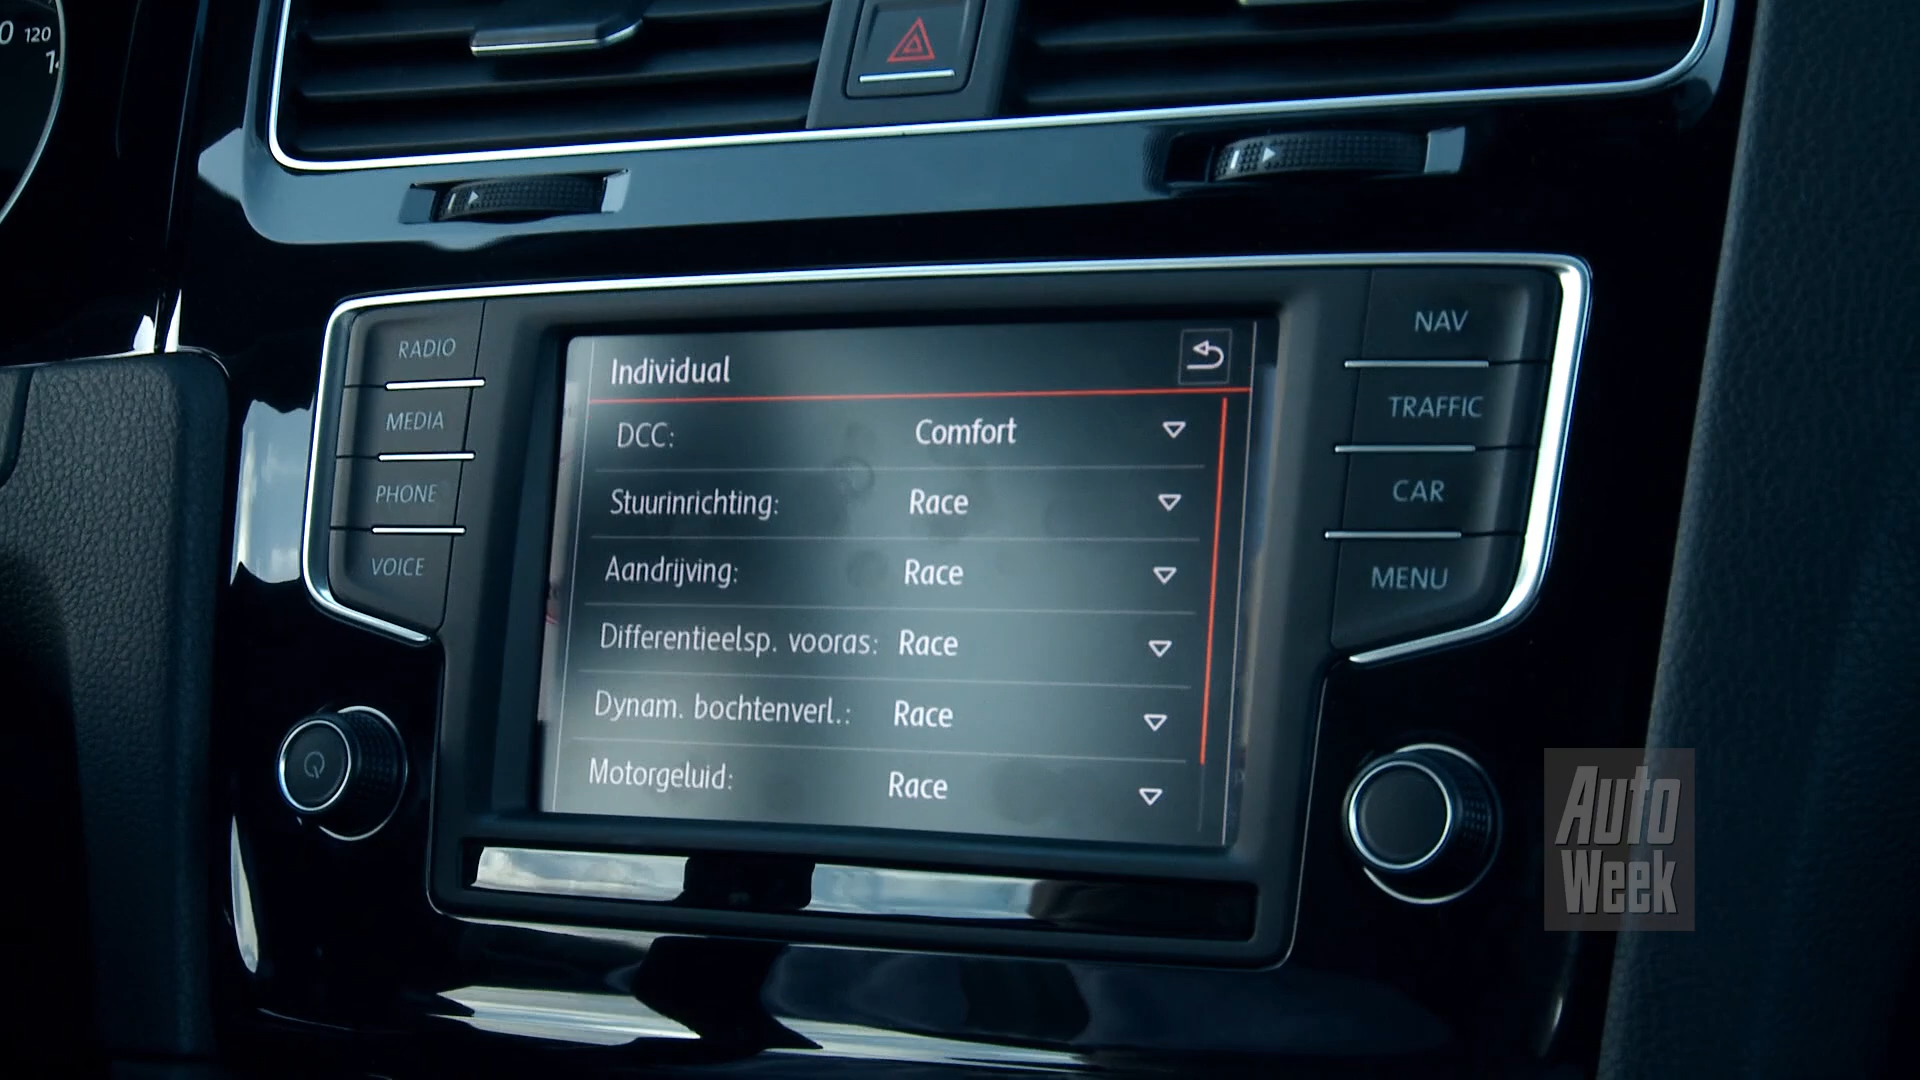 120
RADIO
MEDIA
PHONE
VOICE
Individual
DCC: Comfort
Stuurinrichting: Race
Aandrijving: Race
Differentieelsp. vooras: Race
Dynam. bochtenverl.: Race
Motorgeluid: Race
NAV
TRAFFIC
CAR
MENU
Auto
Week